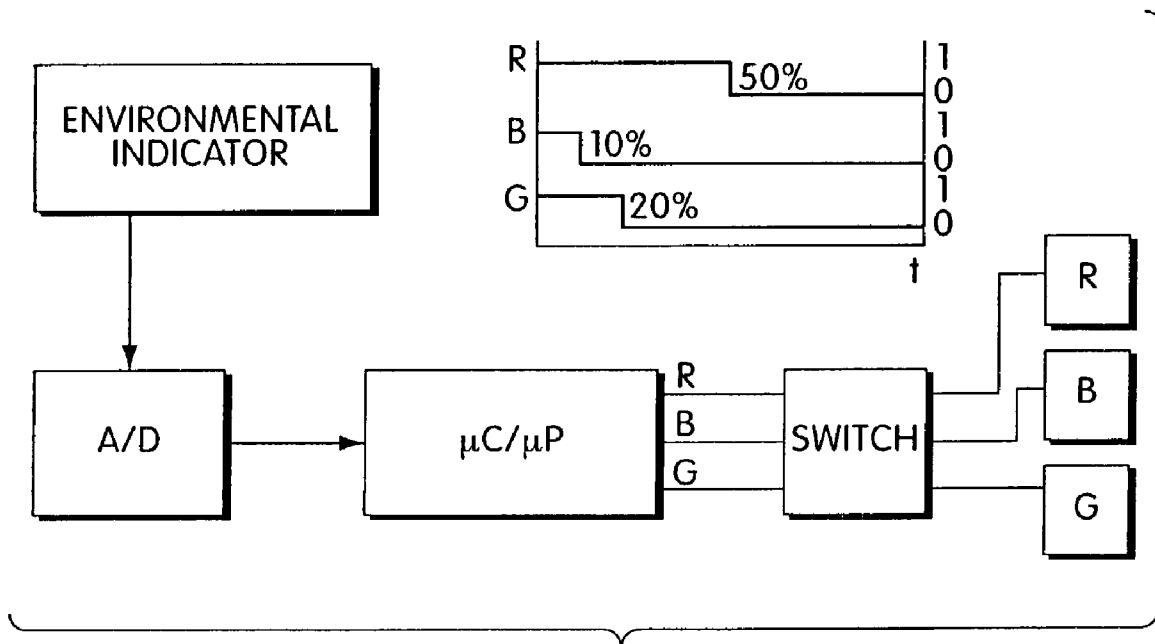 ENVIRONMENTAL
INDICATOR
R
50%
1
0
B
10%
1
0
G
20%
1
0
t
A/D
μC/μP
R
B
G
SWITCH
R
B
G